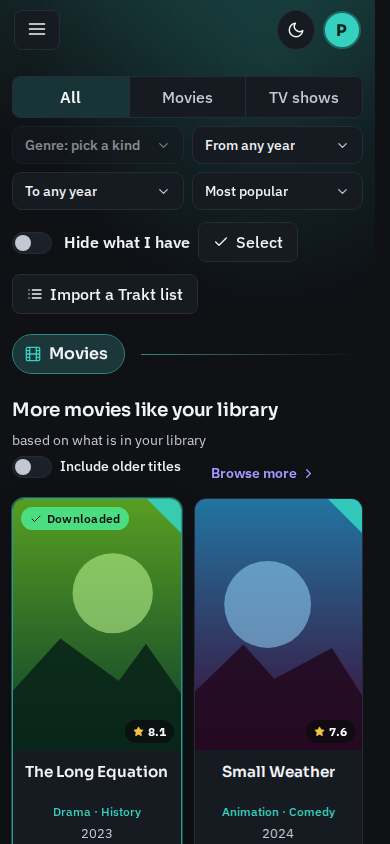 P
All Movies TV shows
Genre: pick a kind From any year
To any year Most popular
Hide what I have Select
Import a Trakt list
Movies
More movies like your library
based on what is in your library
Include older titles Browse more
Downloaded
8.1 7.6
The Long Equation Small Weather
Drama · History Animation · Comedy
2023 2024